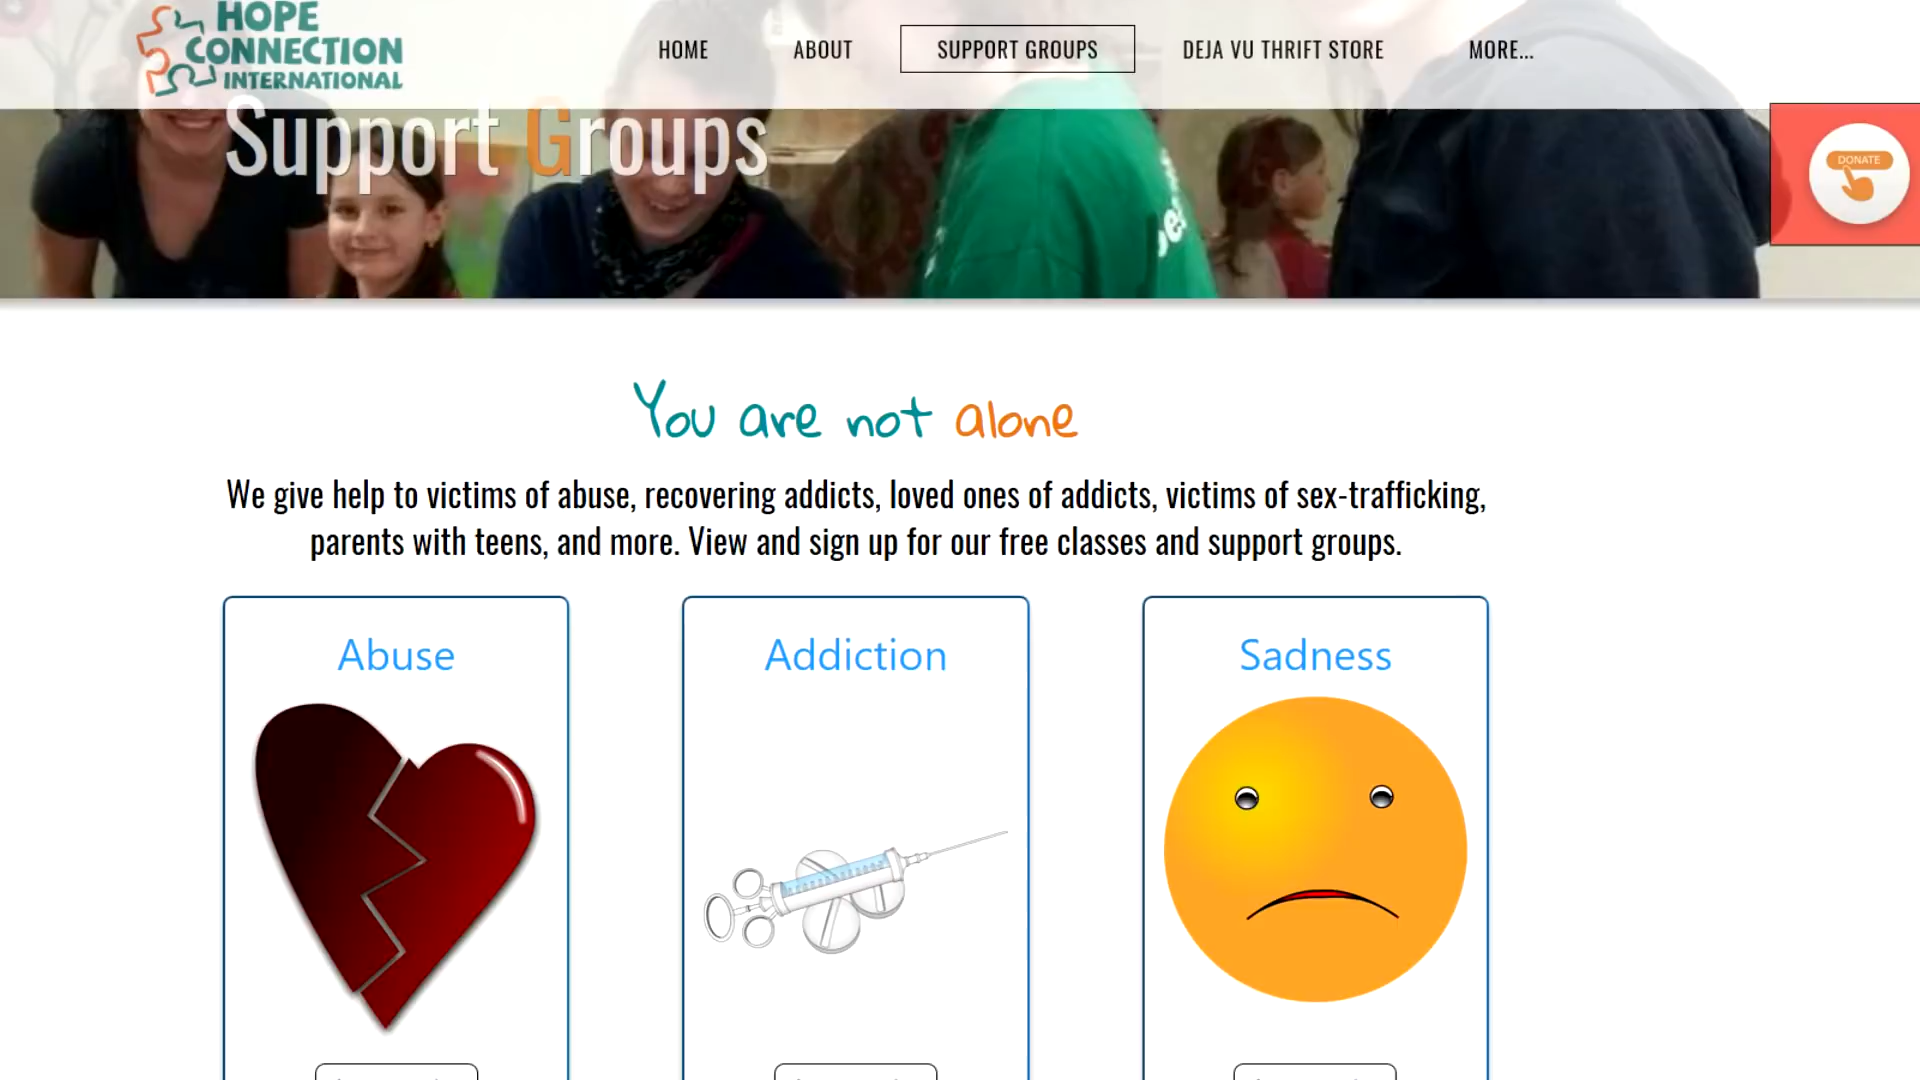 HOPE
CONNECTION
INTERNATIONAL
HOME
ABOUT
SUPPORT GROUPS
DEJA VU THRIFT STORE
MORE...
Support Groups
DONATE
You are not alone
We give help to victims of abuse, recovering addicts, loved ones of addicts, victims of sex-trafficking,
parents with teens, and more. View and sign up for our free classes and support groups.
Abuse
Addiction
Sadness